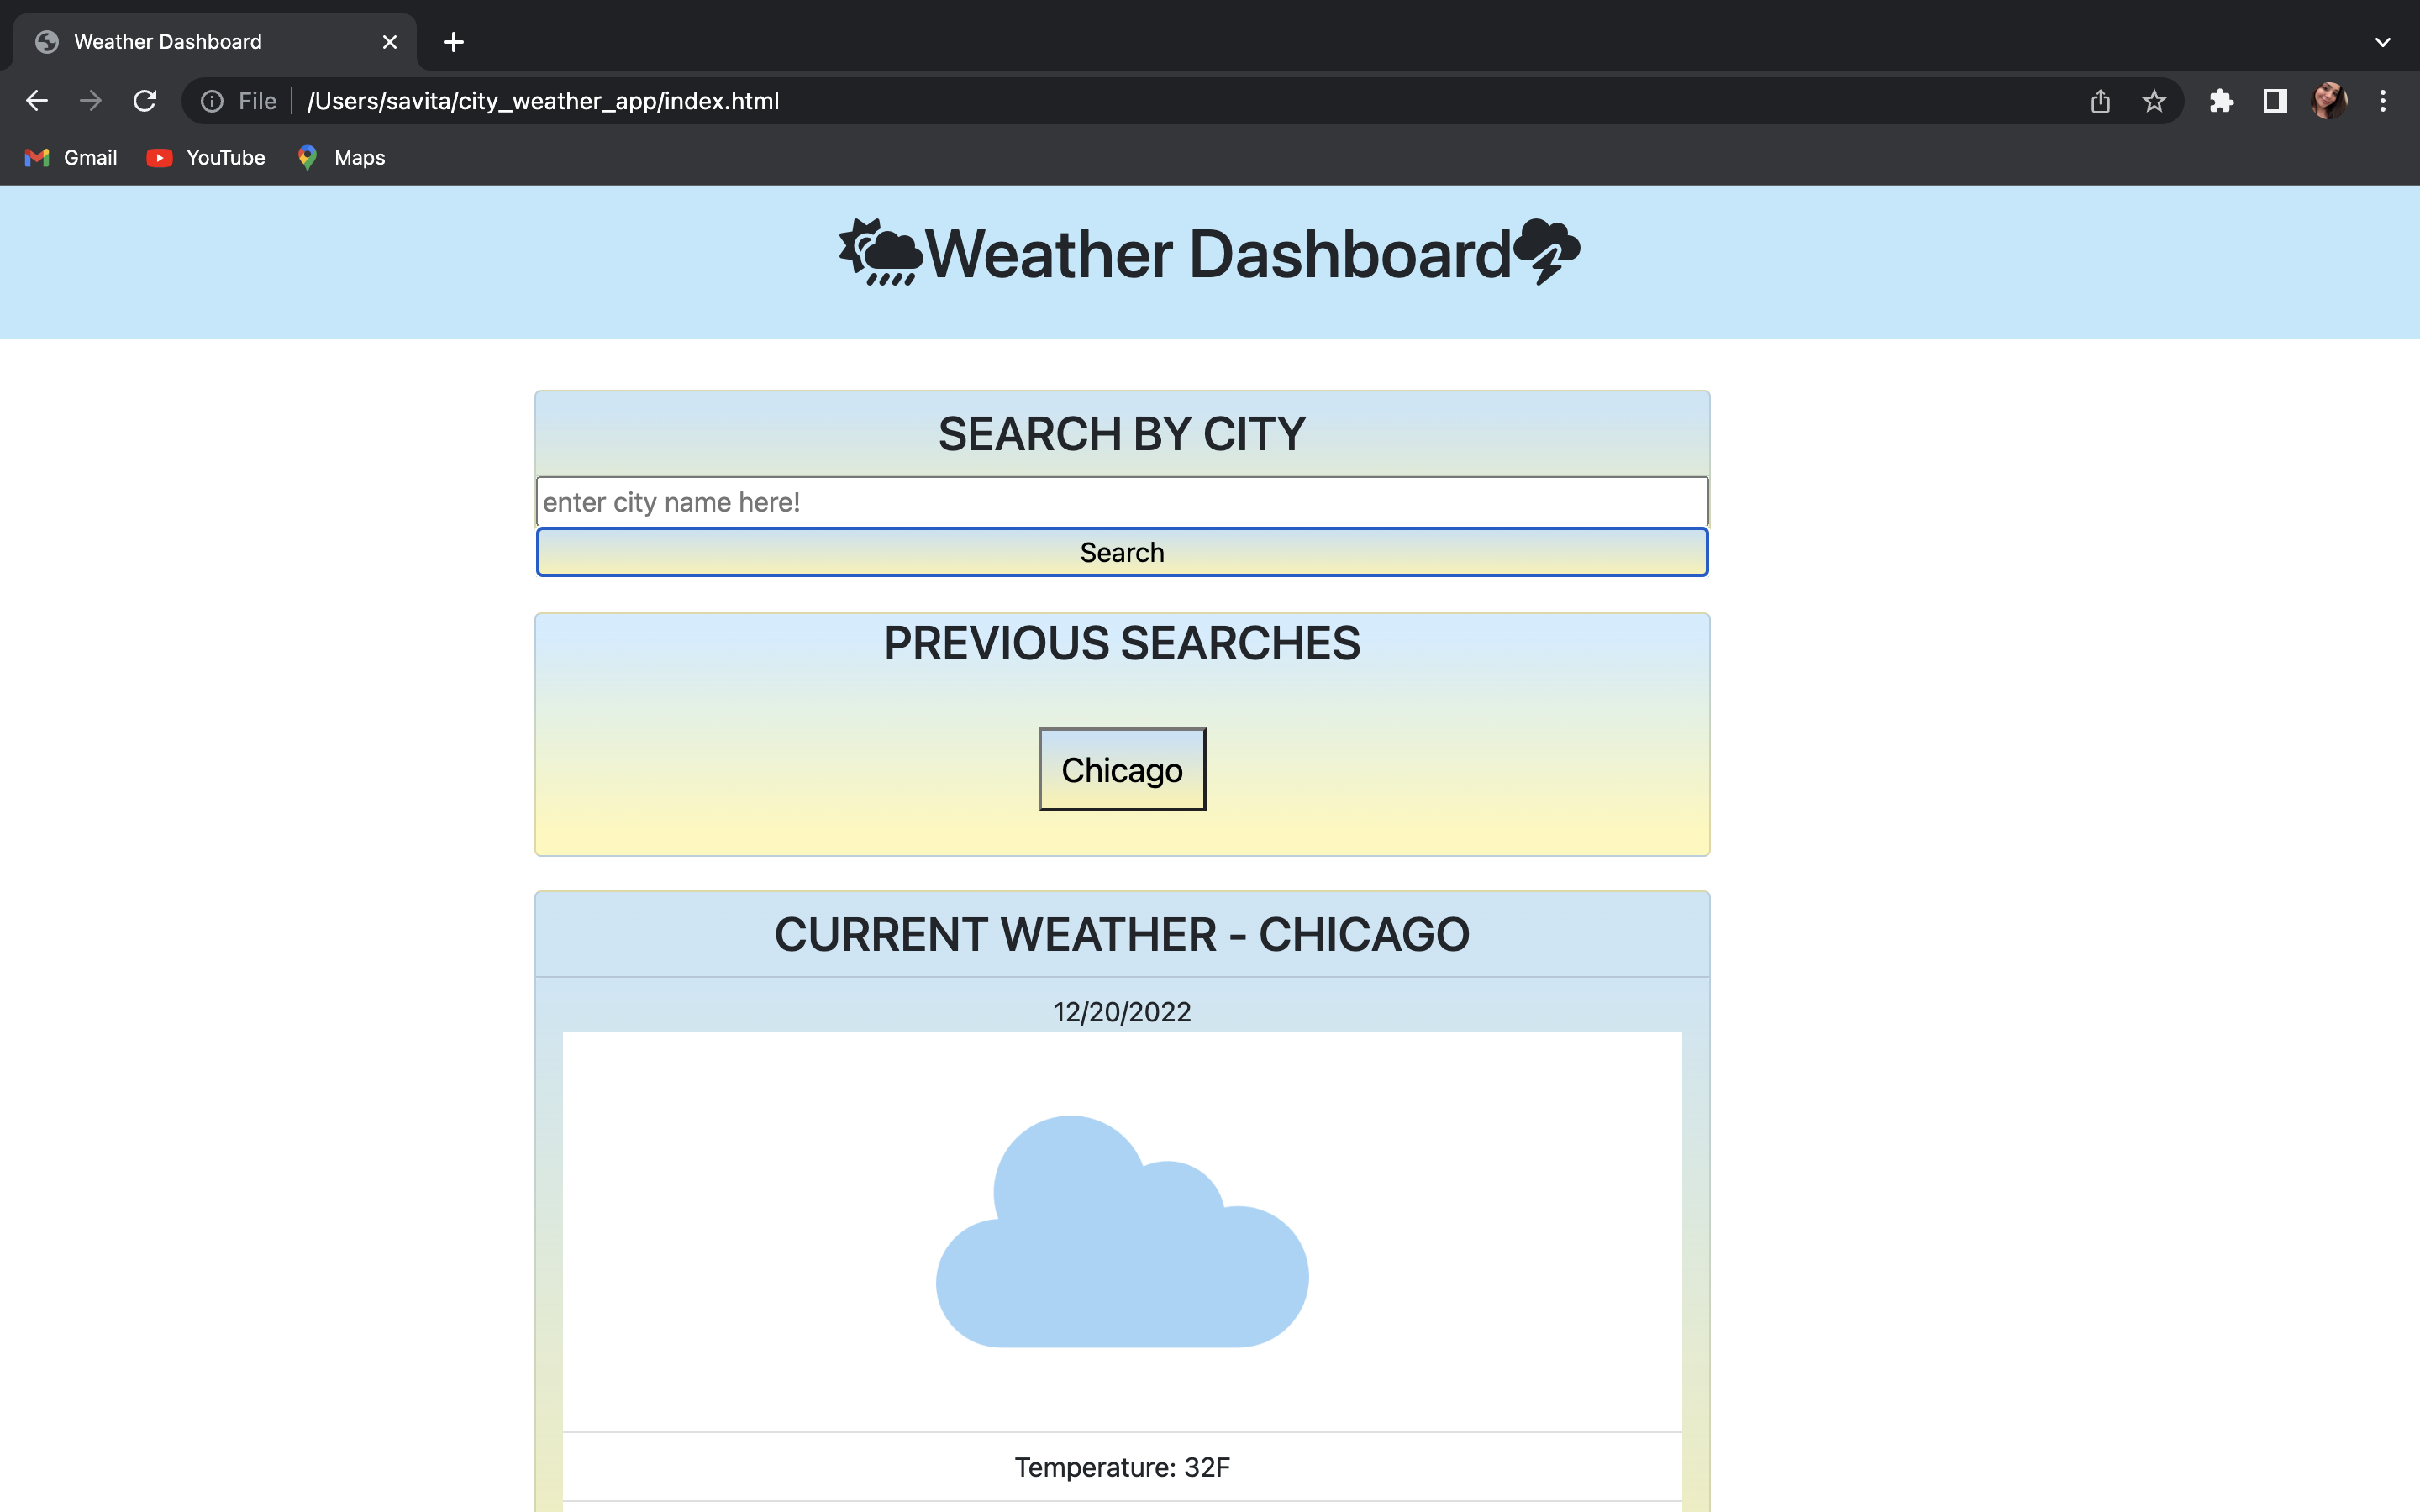 Weather Dashboard
File /Users/savita/city_weather_app/index.html
Gmail YouTube Maps
Weather Dashboard
SEARCH BY CITY
enter city name here!
Search
PREVIOUS SEARCHES
Chicago
CURRENT WEATHER - CHICAGO
12/20/2022
Temperature: 32F